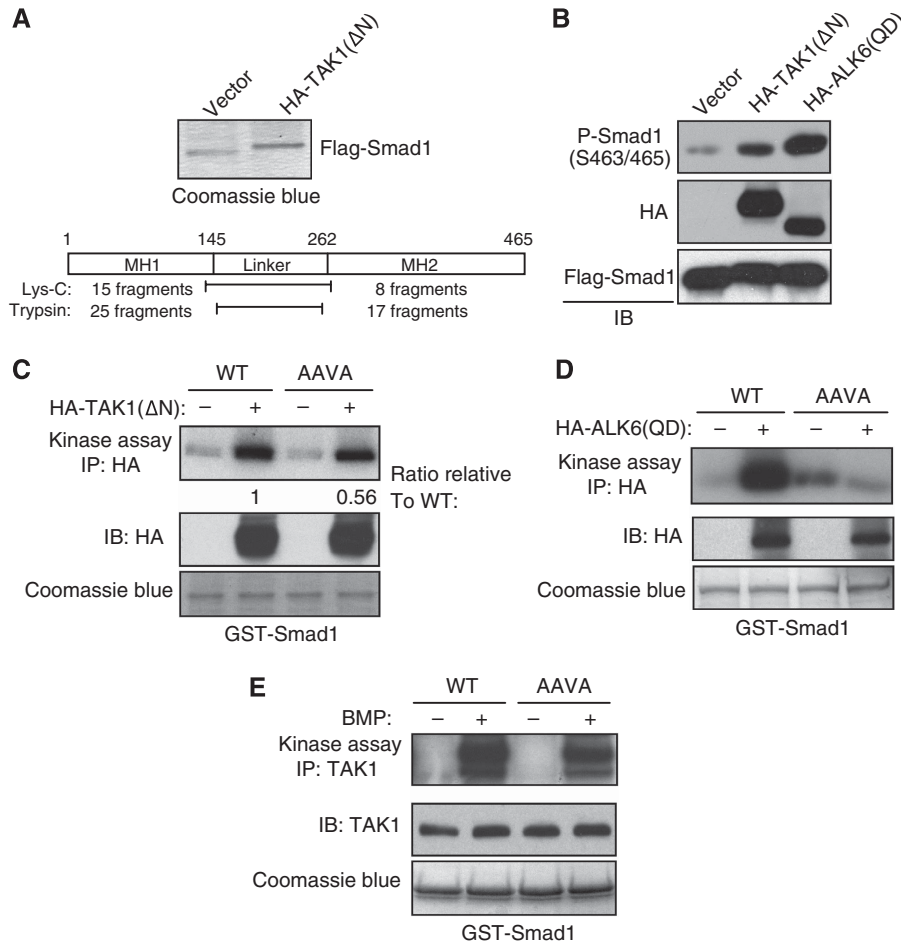 A
Vector
HA-TAK1(ΔN)
Flag-Smad1
Coomassie blue
1 145 262 465
MH1 Linker MH2
Lys-C: 15 fragments 8 fragments
Trypsin: 25 fragments 17 fragments
B
Vector
HA-TAK1(ΔN)
HA-ALK6(QD)
P-Smad1
(S463/465)
HA
Flag-Smad1
IB
C
WT AAVA
HA-TAK1(ΔN): – + – +
Kinase assay
IP: HA
Ratio relative
To WT:
1 0.56
IB: HA
Coomassie blue
GST-Smad1
D
WT AAVA
HA-ALK6(QD): – + – +
Kinase assay
IP: HA
IB: HA
Coomassie blue
GST-Smad1
E
WT AAVA
BMP: – + – +
Kinase assay
IP: TAK1
IB: TAK1
Coomassie blue
GST-Smad1